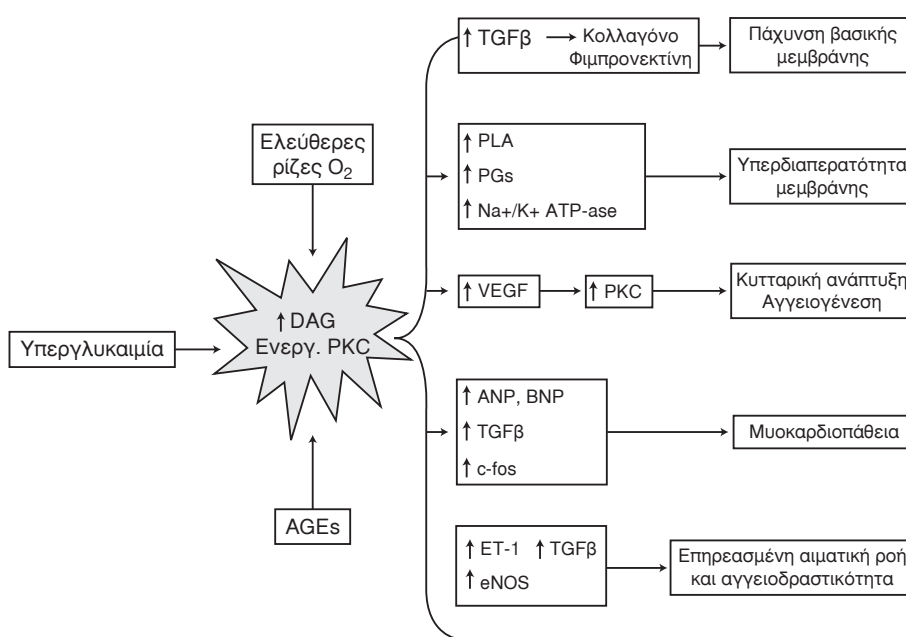 ↑ TGFβ → Κολλαγόνο
Φιμπρονεκτίνη
Πάχυνση βασικής
μεμβράνης
Ελεύθερες
ρίζες O₂
↑ PLA
↑ PGs
↑ Na+/K+ ATP-ase
Υπερδιαπερατότητα
μεμβράνης
↑ VEGF
↑ PKC
Κυτταρική ανάπτυξη
Αγγειογένεση
Υπεργλυκαιμία
↑ DAG
Ενεργ. PKC
↑ ANP, BNP
↑ TGFβ
↑ c-fos
Μυοκαρδιοπάθεια
AGEs
↑ ET-1 ↑ TGFβ
↑ eNOS
Επηρεασμένη αιματική ροή
και αγγειοδραστικότητα